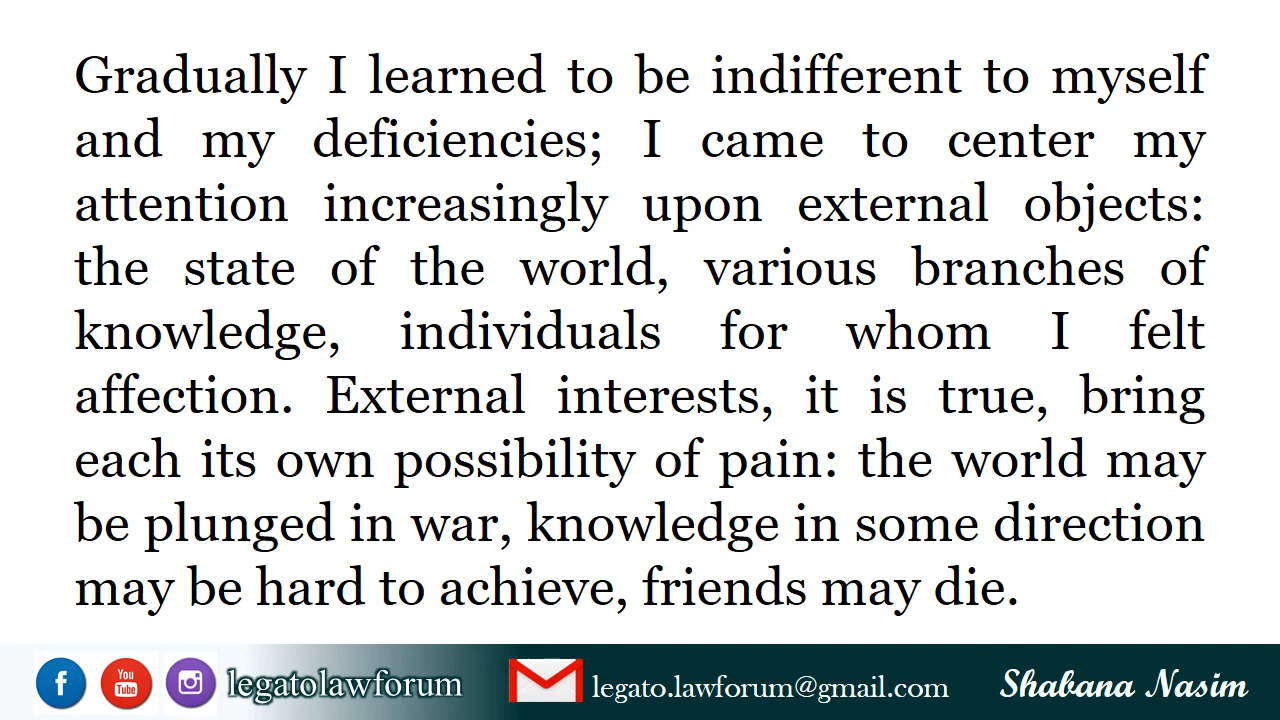 Gradually I learned to be indifferent to myself
and my deficiencies; I came to center my
attention increasingly upon external objects:
the state of the world, various branches of
knowledge, individuals for whom I felt
affection. External interests, it is true, bring
each its own possibility of pain: the world may
be plunged in war, knowledge in some direction
may be hard to achieve, friends may die.
f You Tube legatolawforum legato.lawforum@gmail.com Shabana Nasim